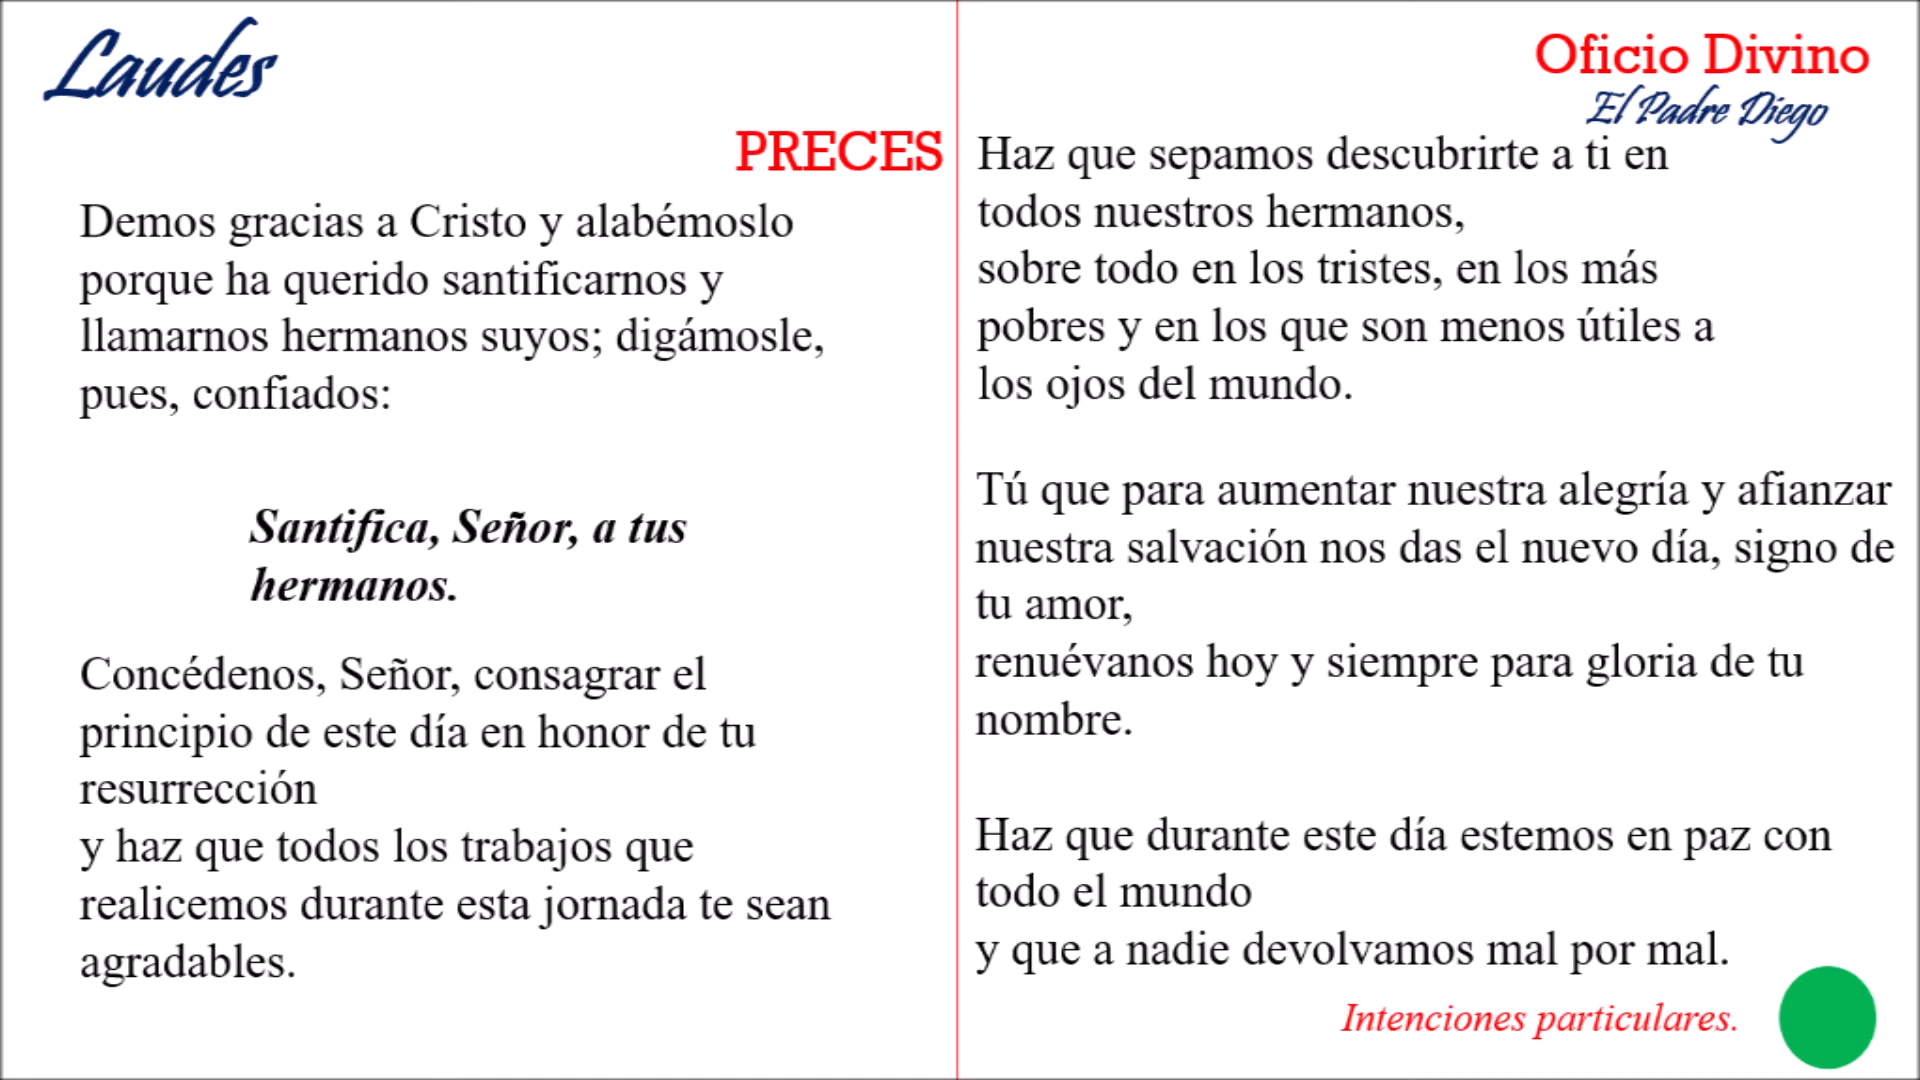 Laudes
Oficio Divino
El Padre Diego
PRECES
Demos gracias a Cristo y alabémoslo
porque ha querido santificarnos y
llamarnos hermanos suyos; digámosle,
pues, confiados:
Santifica, Señor, a tus
hermanos.
Concédenos, Señor, consagrar el
principio de este día en honor de tu
resurrección
y haz que todos los trabajos que
realicemos durante esta jornada te sean
agradables.
Haz que sepamos descubrirte a ti en
todos nuestros hermanos,
sobre todo en los tristes, en los más
pobres y en los que son menos útiles a
los ojos del mundo.
Tú que para aumentar nuestra alegría y afianzar
nuestra salvación nos das el nuevo día, signo de
tu amor,
renuévanos hoy y siempre para gloria de tu
nombre.
Haz que durante este día estemos en paz con
todo el mundo
y que a nadie devolvamos mal por mal.
Intenciones particulares.